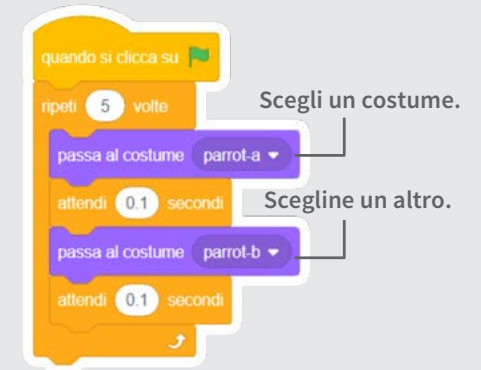 quando si clicca su
ripeti 5 volte
Scegli un costume.
passa al costume parrot-a
attendi 0.1 secondi
Scegline un altro.
passa al costume parrot-b
attendi 0.1 secondi